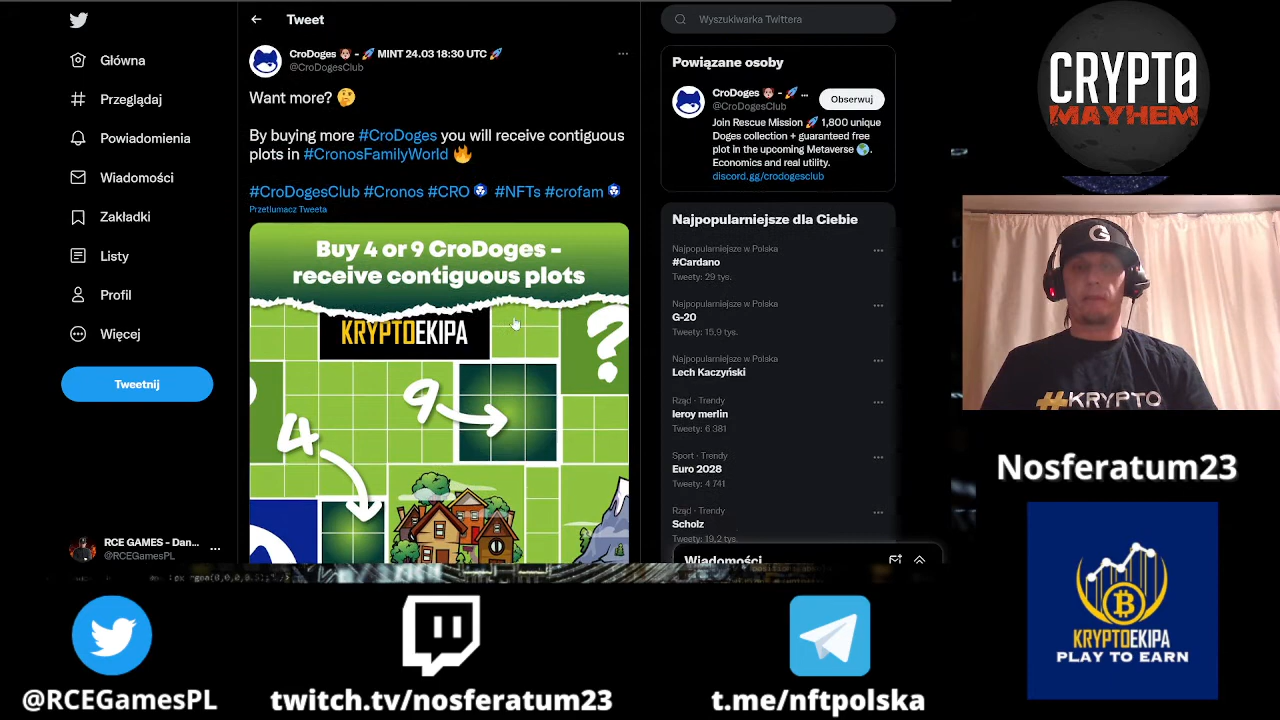 Główna
Przeglądaj
Powiadomienia
Wiadomości
Zakładki
Listy
Profil
Więcej
Tweetnij
RCE GAMES - Dan...
@RCEGamesPL
Tweet
CroDoges 🐶 - 🚀 MINT 24.03 18:30 UTC 🚀
@CroDogesClub
Want more? 🤔
By buying more #CroDoges you will receive contiguous
plots in #CronosFamilyWorld 🔥
#CroDogesClub #Cronos #CRO #NFTs #crofam
Przetłumacz Tweeta
Buy 4 or 9 CroDoges -
receive contiguous plots
KRYPTOEKIPA
?
9
4
Wyszukiwarka Twittera
Powiązane osoby
CroDoges 🐶 - 🚀 ...
@CroDogesClub
Obserwuj
Join Rescue Mission 🚀 1,800 unique
Doges collection + guaranteed free
plot in the upcoming Metaverse 🌎.
Economics and real utility.
discord.gg/crodogesclub
Najpopularniejsze dla Ciebie
Najpopularniejsze w Polsce
#Cardano
Tweety: 29 tys.
Najpopularniejsze w Polsce
G-20
Tweety: 15,9 tys.
Najpopularniejsze w Polsce
Lech Kaczyński
Rząd · Trendy
leroy merlin
Tweety: 6 381
Sport · Trendy
Euro 2028
Tweety: 4 741
Rząd · Trendy
Scholz
Tweety: 19,2 tys.
Wiadomości
CRYPTO
MAYHEM
G
#KRYPTO
Nosferatum23
KRYPTOEKIPA
PLAY TO EARN
@RCEGamesPL
twitch.tv/nosferatum23
t.me/nftpolska